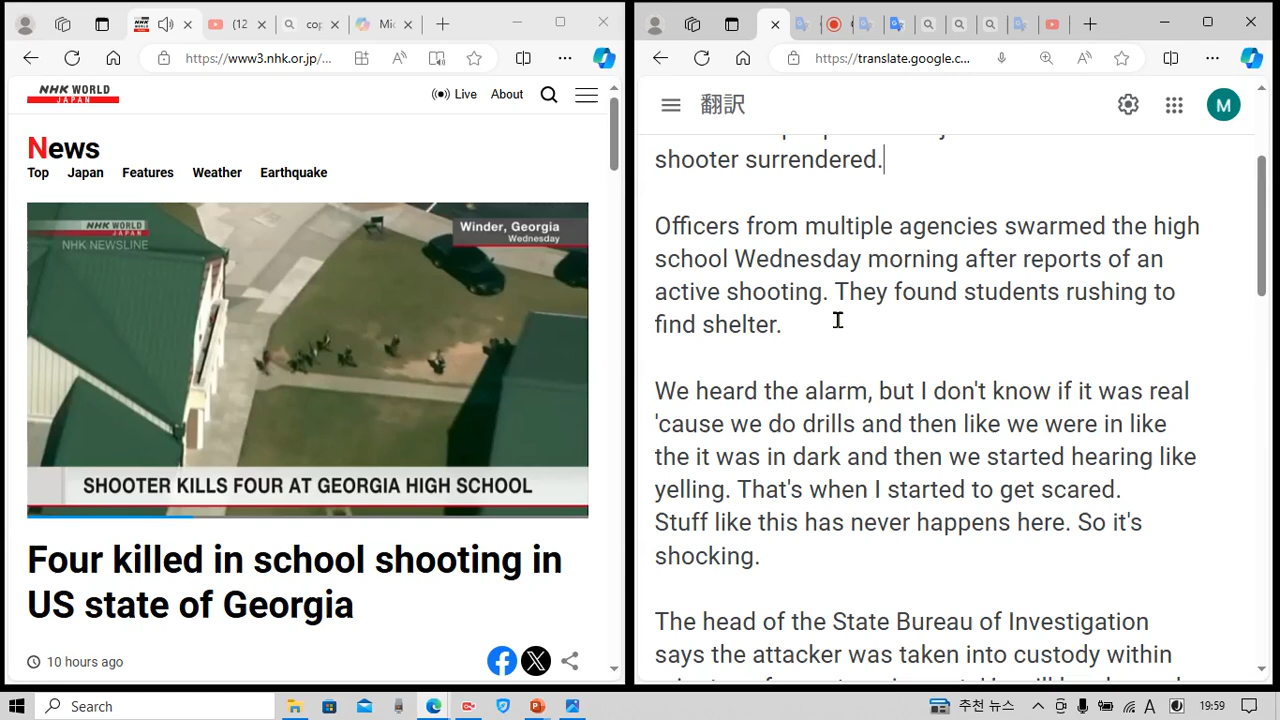 (12
cop
Mic
https://www3.nhk.or.jp/...
NHK WORLD
JAPAN
Live
About
News
Top
Japan
Features
Weather
Earthquake
NHK WORLD
JAPAN
NHK NEWSLINE
Winder, Georgia
Wednesday
SHOOTER KILLS FOUR AT GEORGIA HIGH SCHOOL
Four killed in school shooting in
US state of Georgia
10 hours ago
https://translate.google.c...
翻訳
M
shooter surrendered.
Officers from multiple agencies swarmed the high
school Wednesday morning after reports of an
active shooting. They found students rushing to
find shelter.
We heard the alarm, but I don't know if it was real
'cause we do drills and then like we were in like
the it was in dark and then we started hearing like
yelling. That's when I started to get scared.
Stuff like this has never happens here. So it's
shocking.
The head of the State Bureau of Investigation
says the attacker was taken into custody within
Search
추천 뉴스
A
19:59